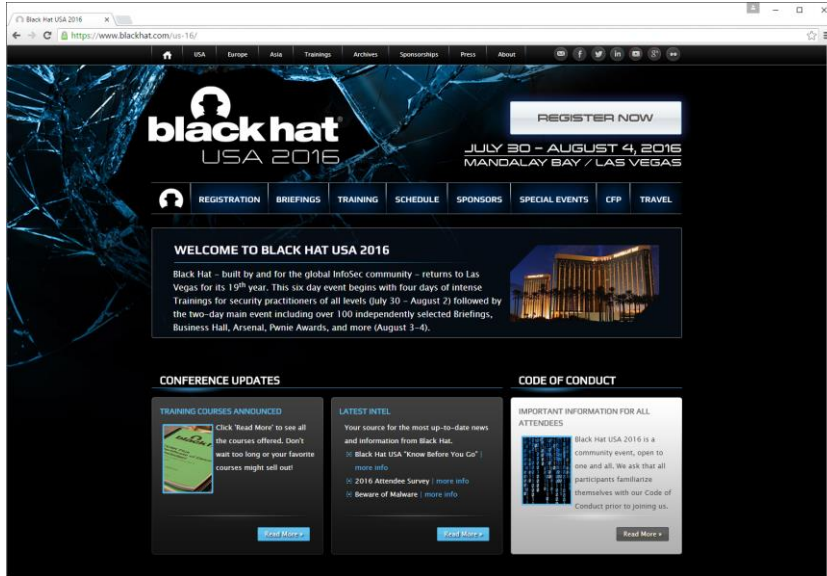 Black Hat USA 2016
https://www.blackhat.com/us-16/
USA Europe Asia Trainings Archives Sponsorships Press About
black hat
USA 2016
REGISTER NOW
JULY 30 - AUGUST 4, 2016
MANDALAY BAY / LAS VEGAS
REGISTRATION BRIEFINGS TRAINING SCHEDULE SPONSORS SPECIAL EVENTS CFP TRAVEL
WELCOME TO BLACK HAT USA 2016
Black Hat - built by and for the global InfoSec community - returns to Las
Vegas for its 19th year. This six day event begins with four days of intense
Trainings for security practitioners of all levels (July 30 - August 2) followed by
the two-day main event including over 100 independently selected Briefings,
Business Hall, Arsenal, Pwnie Awards, and more (August 3-4).
CONFERENCE UPDATES
TRAINING COURSES ANNOUNCED
Click 'Read More' to see all
the courses offered. Don't
wait too long or your favorite
courses might sell out!
Read More »
LATEST INTEL
Your source for the most up-to-date news
and information from Black Hat.
Black Hat USA "Know Before You Go" |
more info
2016 Attendee Survey | more info
Beware of Malware | more info
Read More »
CODE OF CONDUCT
IMPORTANT INFORMATION FOR ALL
ATTENDEES
Black Hat USA 2016 is a
community event, open to
one and all. We ask that all
participants familiarize
themselves with our Code of
Conduct prior to joining us.
Read More »